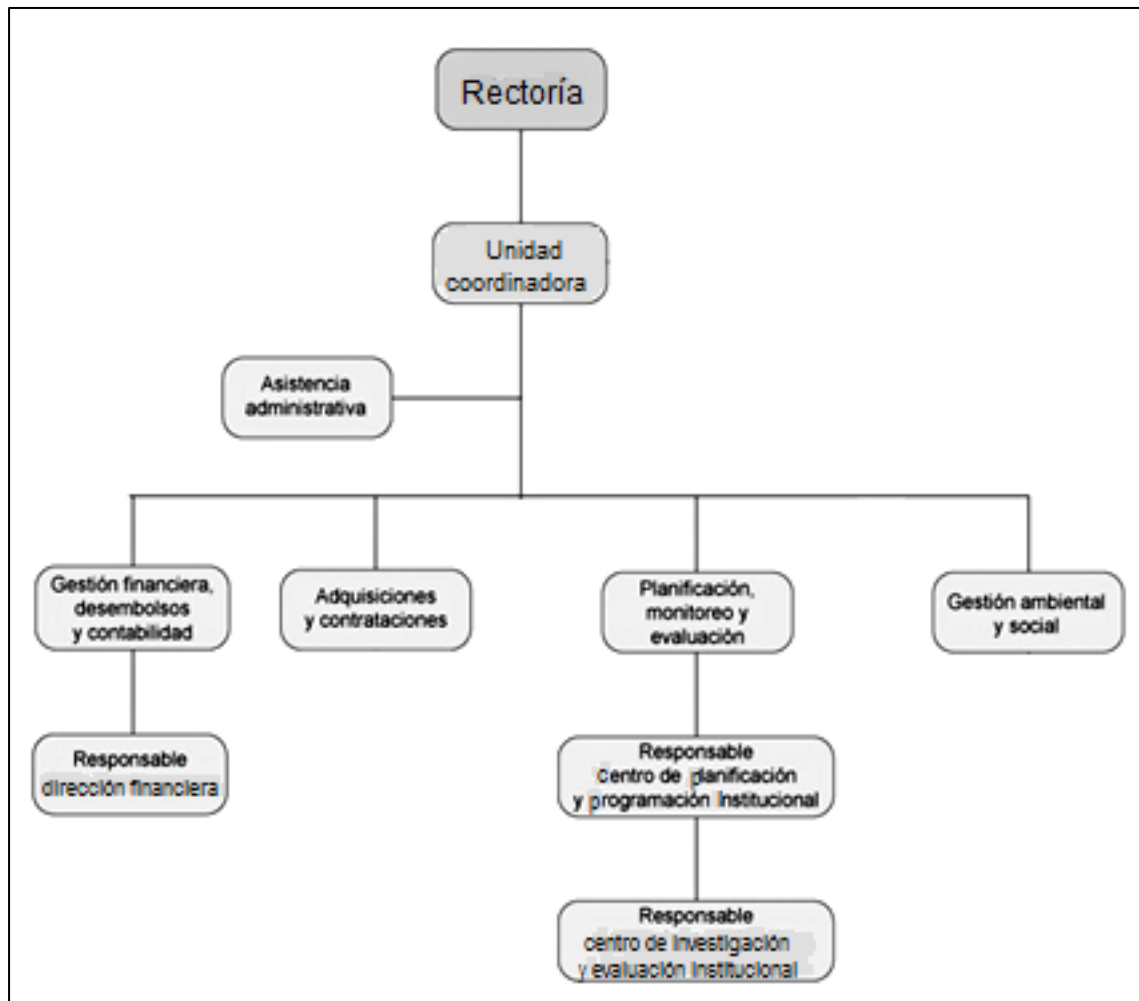 Rectoría
Unidad
coordinadora
Asistencia
administrativa
Gestión financiera,
desembolsos
y contabilidad
Adquisiciones
y contrataciones
Planificación,
monitoreo y
evaluación
Gestión ambiental
y social
Responsable
dirección financiera
Responsable
Centro de planificación
y programación Institucional
Responsable
centro de investigación
y evaluación institucional